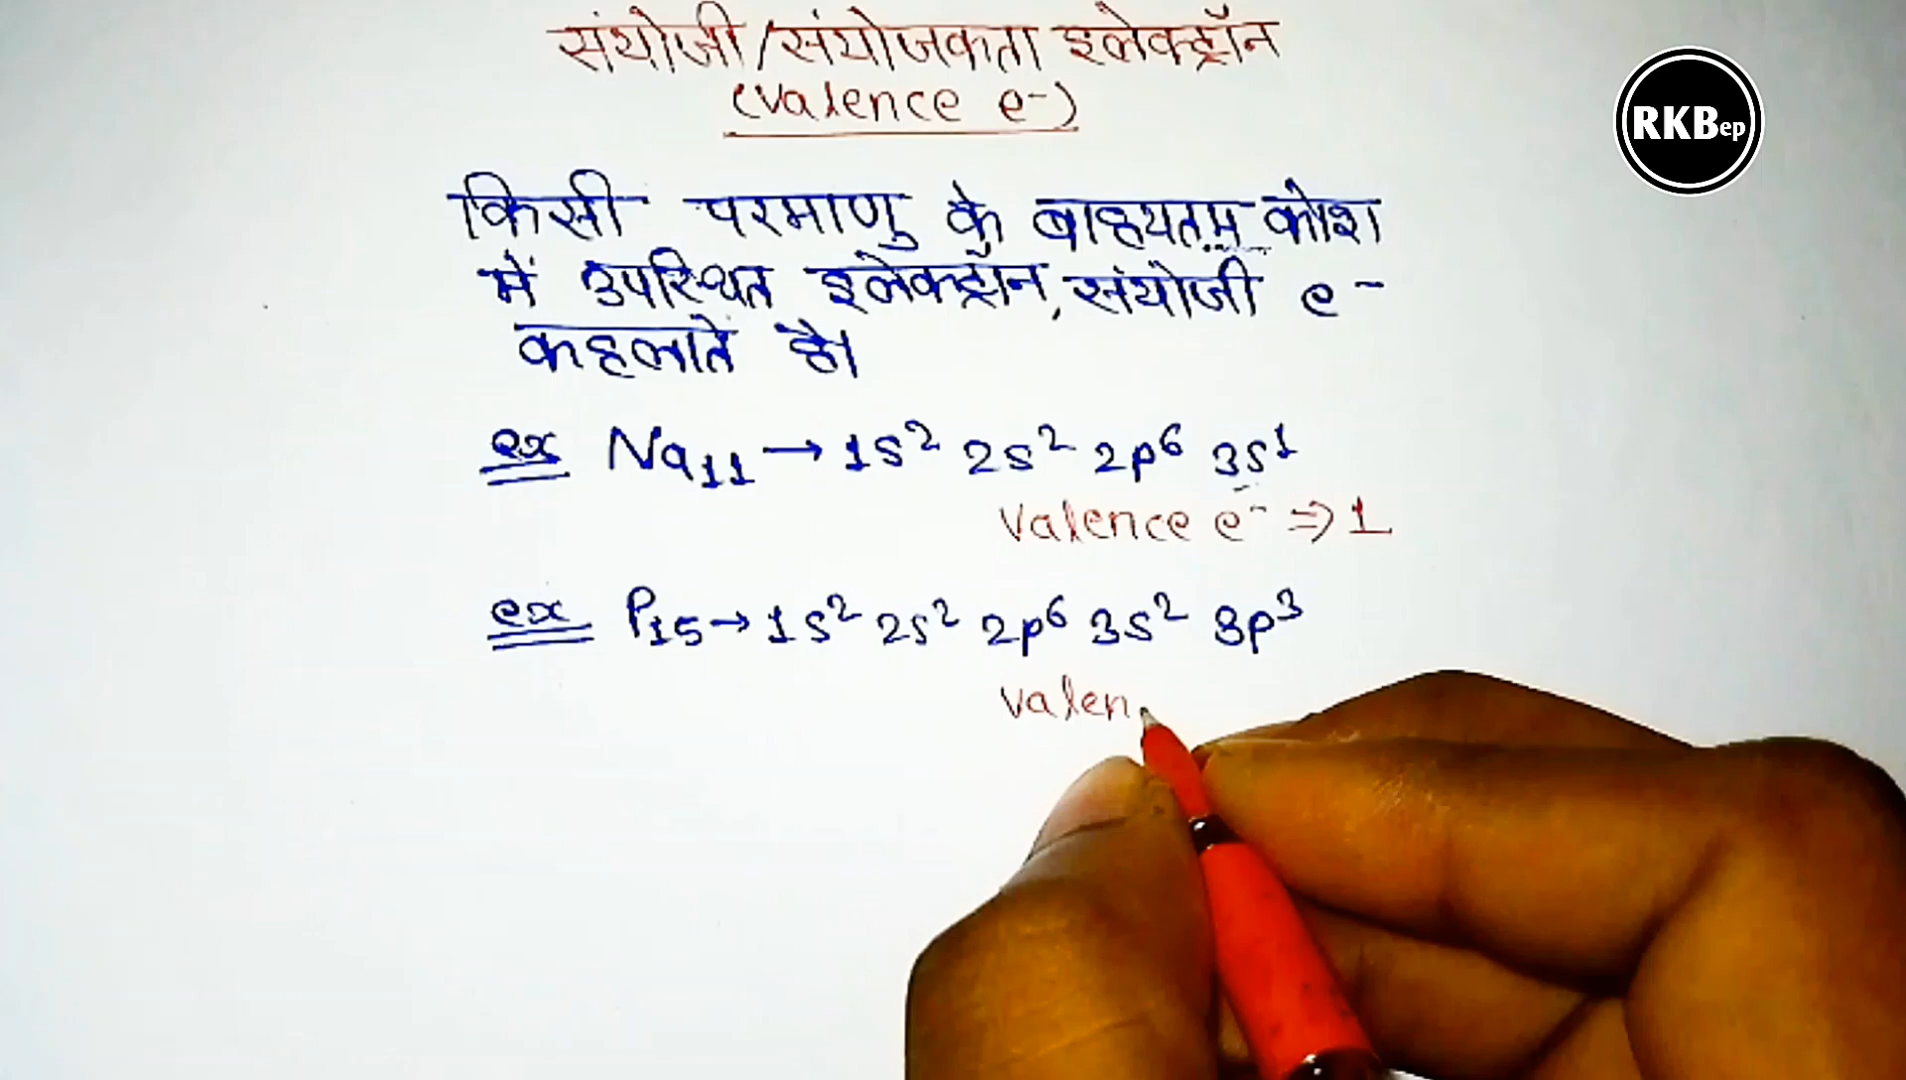 संयोजी/संयोजकता इलेक्ट्रॉन
(Valence e⁻)
RKBep
किसी परमाणु के बाह्यतम कोश
में उपस्थित इलेक्ट्रॉन, संयोजी e⁻
कहलाते है।
ex Na₁₁ → 1s² 2s² 2p⁶ 3s¹
Valence e⁻ ⇒ 1
ex P₁₅ → 1s² 2s² 2p⁶ 3s² 3p³
Valen